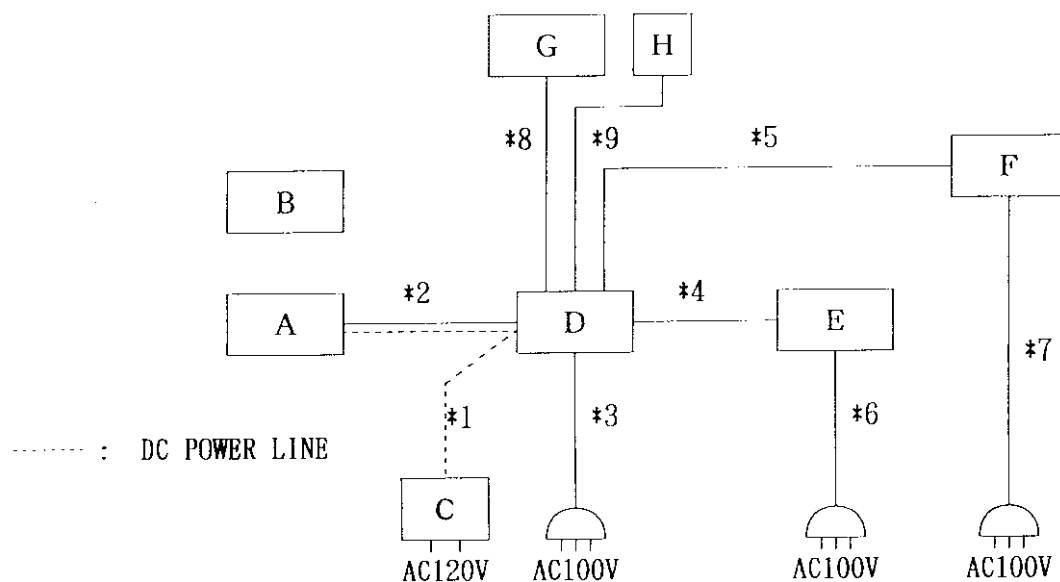 G
H
*8
*9
*5
F
B
*2
*4
A
D
E
*7
*1
*3
*6
: DC POWER LINE
C
AC120V
AC100V
AC100V
AC100V